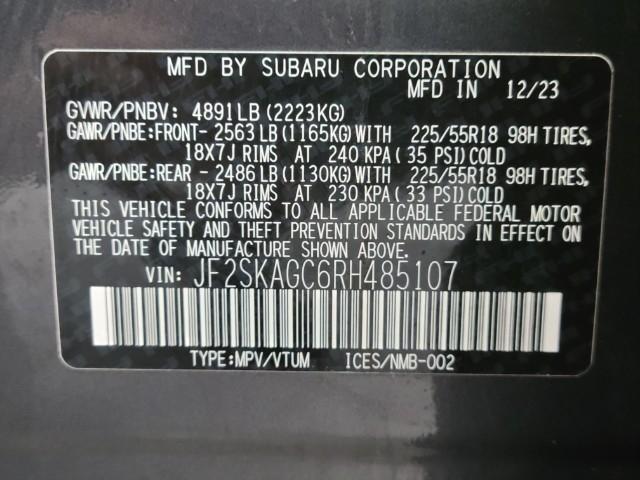 MFD BY SUBARU CORPORATION
MFD IN 12/23
GVWR/PNBV: 4891LB(2223KG)
GAWR/PNBE:FRONT- 2563LB(1165KG)WITH 225/55R18 98H TIRES,
18X7J RIMS AT 240 KPA( 35 PSI)COLD
GAWR/PNBE:REAR - 2486LB(1130KG)WITH 225/55R18 98H TIRES,
18X7J RIMS AT 230 KPA( 33 PSI)COLD
THIS VEHICLE CONFORMS TO ALL APPLICABLE FEDERAL MOTOR
VEHICLE SAFETY AND THEFT PREVENTION STANDARDS IN EFFECT ON
THE DATE OF MANUFACTURE SHOWN ABOVE.
VIN: JF2SKAGC6RH485107
TYPE:MPV/VTUM ICES/NMB-002